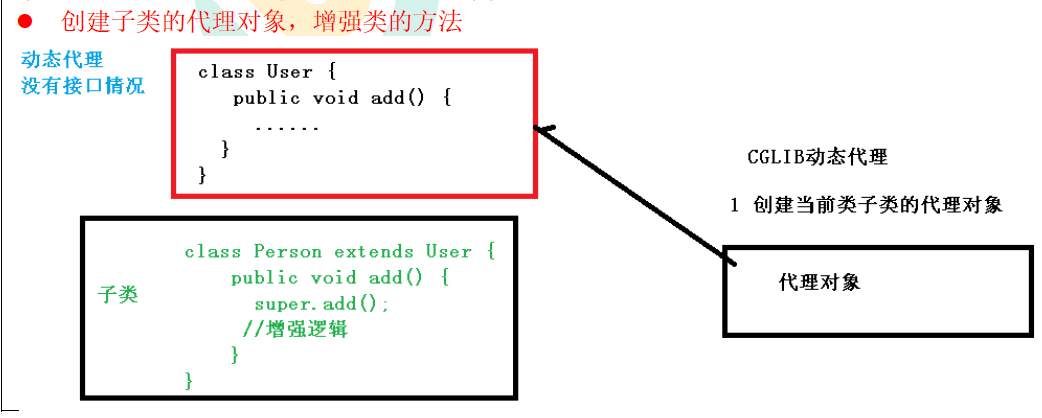 ● 创建子类的代理对象，增强类的方法
动态代理
没有接口情况
class User {
public void add() {
......
}
}
子类
class Person extends User {
public void add() {
super.add();
//增强逻辑
}
}
CGLIB动态代理
1 创建当前类子类的代理对象
代理对象